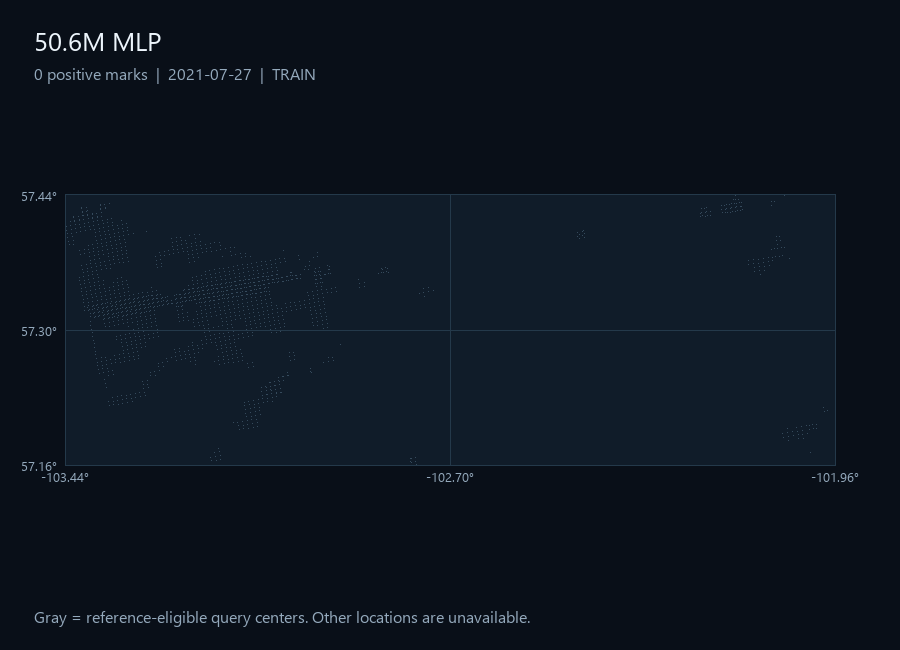 50.6M MLP
0 positive marks | 2021-07-27 | TRAIN
57.44°
57.30°
57.16°
-103.44°
-102.70°
-101.96°
Gray = reference-eligible query centers. Other locations are unavailable.